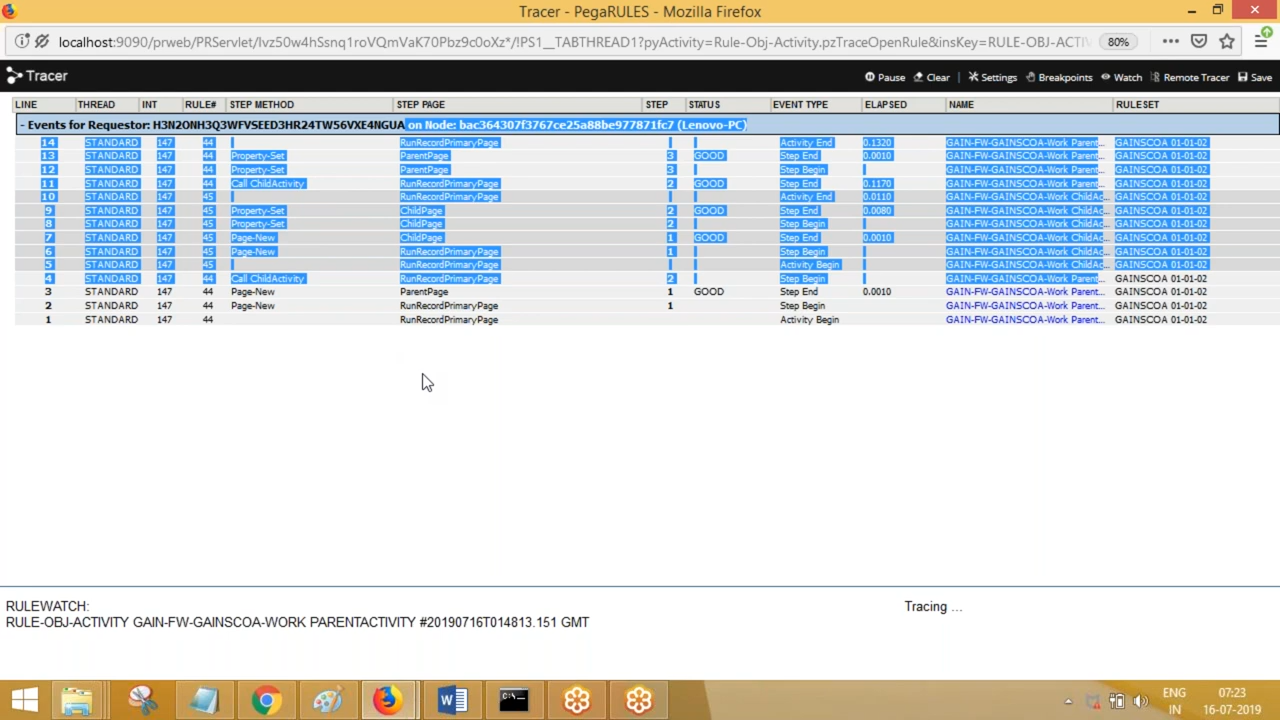 Tracer - PegaRULES - Mozilla Firefox
localhost:9090/prweb/PRServlet/Ivz50w4hSsnq1roVQmVaK70Pbz9c0oXz*/!PS1__T~BTHREAD1?pyActivity=Rule-Obj-Activity.pzTraceOpenRule&insKey=RULE-OBJ-ACTIV 80%
Tracer Pause Clear Settings Breakpoints Watch Remote Tracer Save
LINE THREAD INT RULE# STEP METHOD STEP PAGE STEP STATUS EVENT TYPE ELAPSED NAME RULESET
- Events for Requestor: H3N2ONH3Q3WFVSEED3HR24TW56VXE4NGUA on Node: bac364307f3767ce25a88be977871fc7 (Lenovo-PC)
14 STANDARD 147 44 RunRecordPrimaryPage Activity End 0.1320 GAIN-FW-GAINSCOA-Work Parent... GAINSCOA 01-01-02
13 STANDARD 147 44 Property-Set ParentPage 3 GOOD Step End 0.0010 GAIN-FW-GAINSCOA-Work Parent... GAINSCOA 01-01-02
12 STANDARD 147 44 Property-Set ParentPage 3 Step Begin GAIN-FW-GAINSCOA-Work Parent... GAINSCOA 01-01-02
11 STANDARD 147 44 Call ChildActivity RunRecordPrimaryPage 2 GOOD Step End 0.1170 GAIN-FW-GAINSCOA-Work Parent... GAINSCOA 01-01-02
10 STANDARD 147 45 RunRecordPrimaryPage Activity End 0.0110 GAIN-FW-GAINSCOA-Work ChildAc... GAINSCOA 01-01-02
9 STANDARD 147 45 Property-Set ChildPage 2 GOOD Step End 0.0080 GAIN-FW-GAINSCOA-Work ChildAc... GAINSCOA 01-01-02
8 STANDARD 147 45 Property-Set ChildPage 2 Step Begin GAIN-FW-GAINSCOA-Work ChildAc... GAINSCOA 01-01-02
7 STANDARD 147 45 Page-New ChildPage 1 GOOD Step End 0.0010 GAIN-FW-GAINSCOA-Work ChildAc... GAINSCOA 01-01-02
6 STANDARD 147 45 Page-New RunRecordPrimaryPage 1 Step Begin GAIN-FW-GAINSCOA-Work ChildAc... GAINSCOA 01-01-02
5 STANDARD 147 45 RunRecordPrimaryPage Activity Begin GAIN-FW-GAINSCOA-Work ChildAc... GAINSCOA 01-01-02
4 STANDARD 147 44 Call ChildActivity RunRecordPrimaryPage 2 Step Begin GAIN-FW-GAINSCOA-Work Parent... GAINSCOA 01-01-02
3 STANDARD 147 44 Page-New ParentPage 1 GOOD Step End 0.0010 GAIN-FW-GAINSCOA-Work Parent... GAINSCOA 01-01-02
2 STANDARD 147 44 Page-New RunRecordPrimaryPage 1 Step Begin GAIN-FW-GAINSCOA-Work Parent... GAINSCOA 01-01-02
1 STANDARD 147 44 RunRecordPrimaryPage Activity Begin GAIN-FW-GAINSCOA-Work Parent... GAINSCOA 01-01-02
RULEWATCH: Tracing ...
RULE-OBJ-ACTIVITY GAIN-FW-GAINSCOA-WORK PARENTACTIVITY #20190716T014813.151 GMT
ENG 07:23
IN 16-07-2019